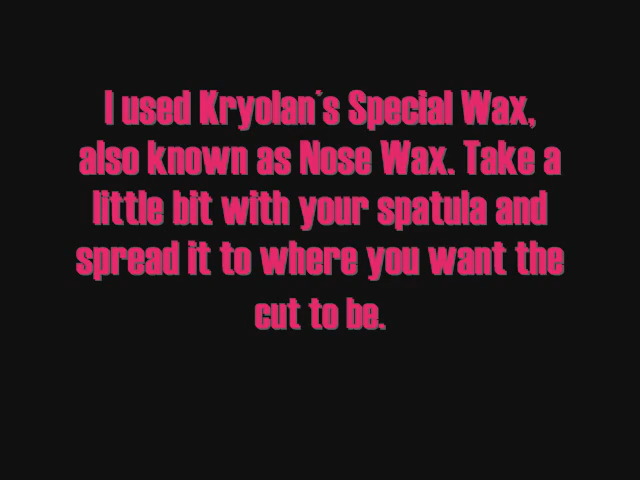 I used Kryolan's Special Wax,
also known as Nose Wax. Take a
little bit with your spatula and
spread it to where you want the
cut to be.